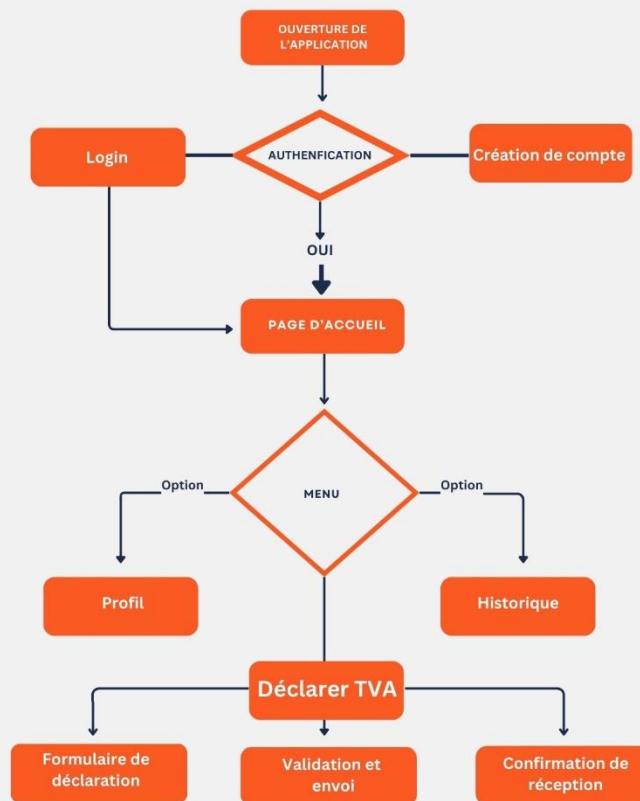 OUVERTURE DE
L'APPLICATION
Login
AUTHENFICATION
Création de compte
OUI
PAGE D'ACCUEIL
Option
MENU
Option
Profil
Historique
Déclarer TVA
Formulaire de
déclaration
Validation et
envoi
Confirmation de
réception